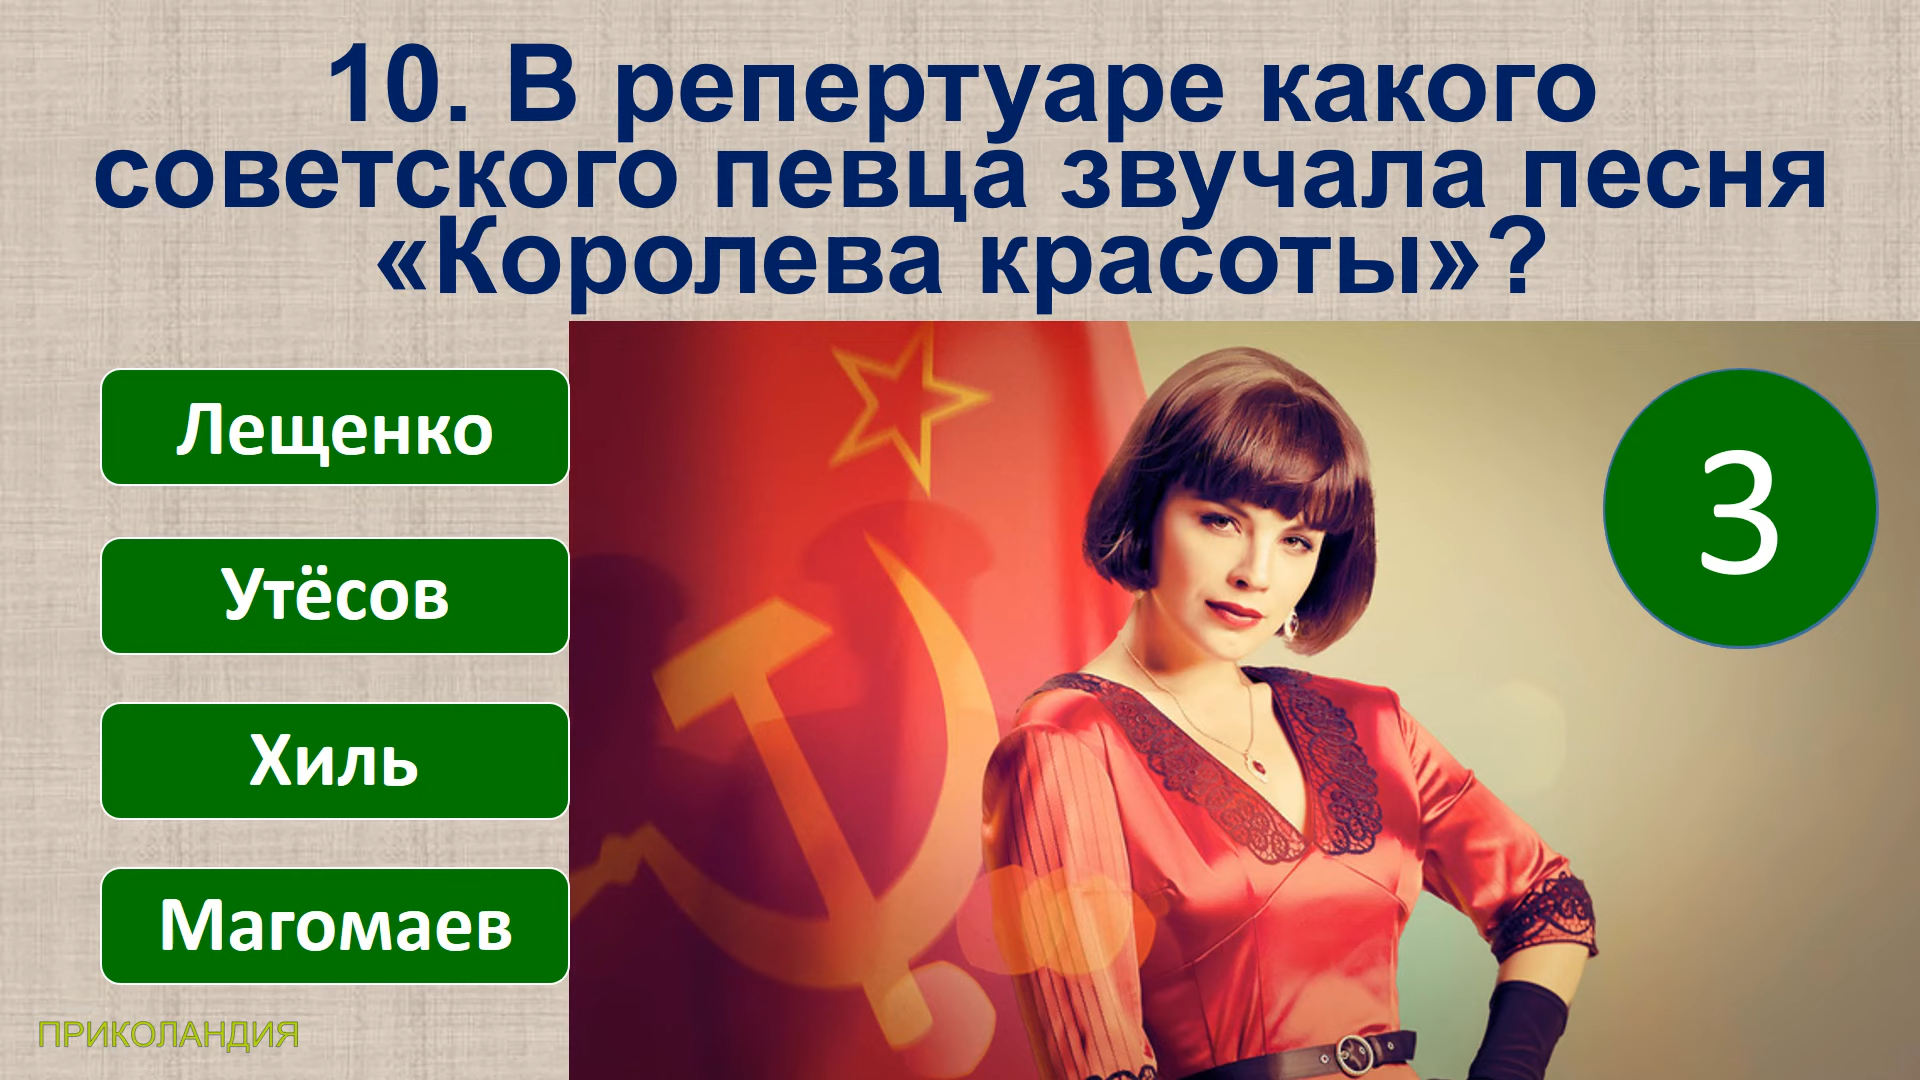 10. В репертуаре какого
советского певца звучала песня
«Королева красоты»?
Лещенко
3
Утёсов
Хиль
Магомаев
ПРИКОЛАНДИЯ